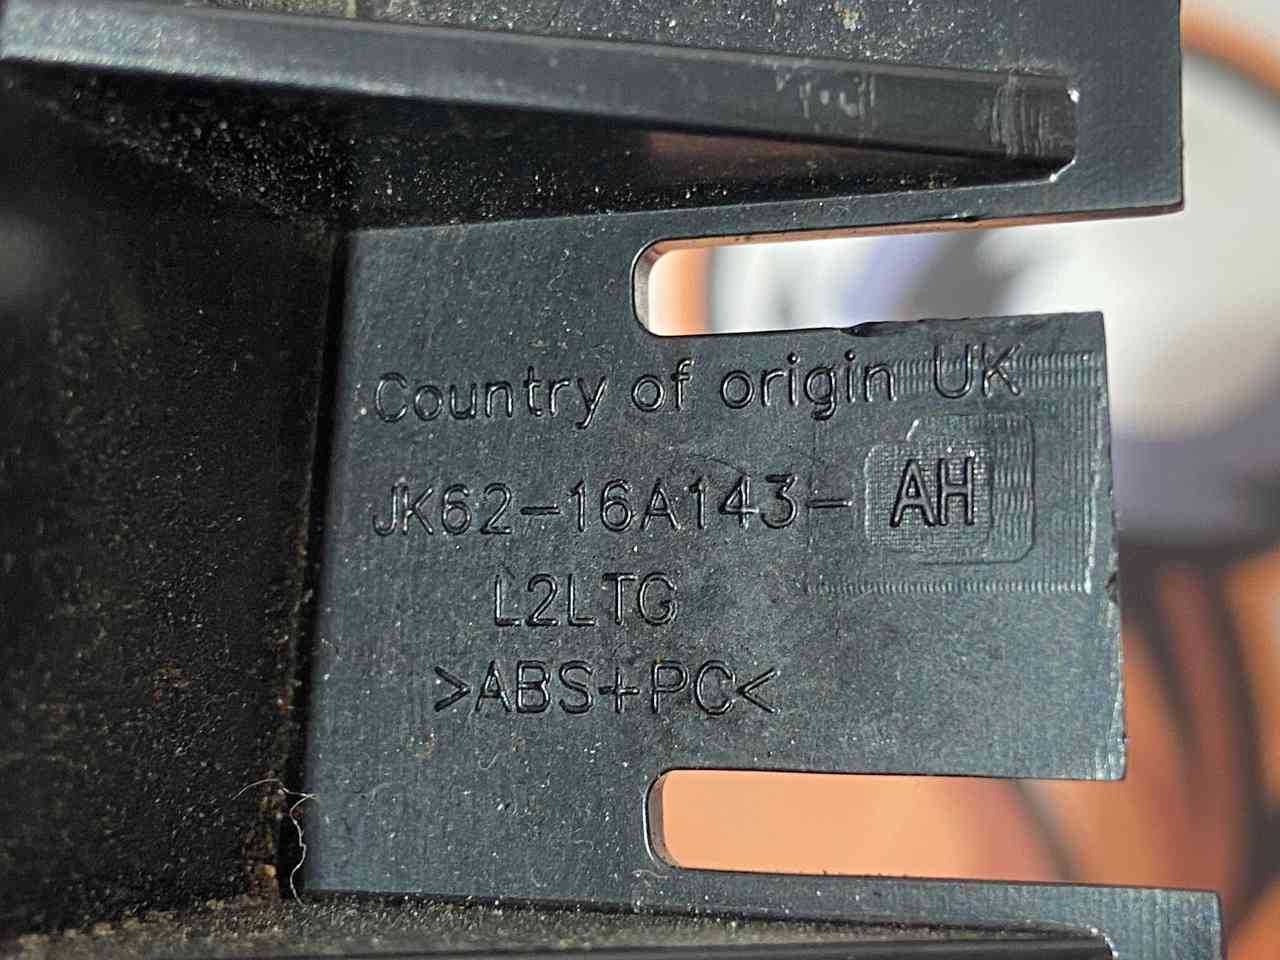 Country of origin UK
JK62-16A143-AH
L2LTG
>ABS+PC<